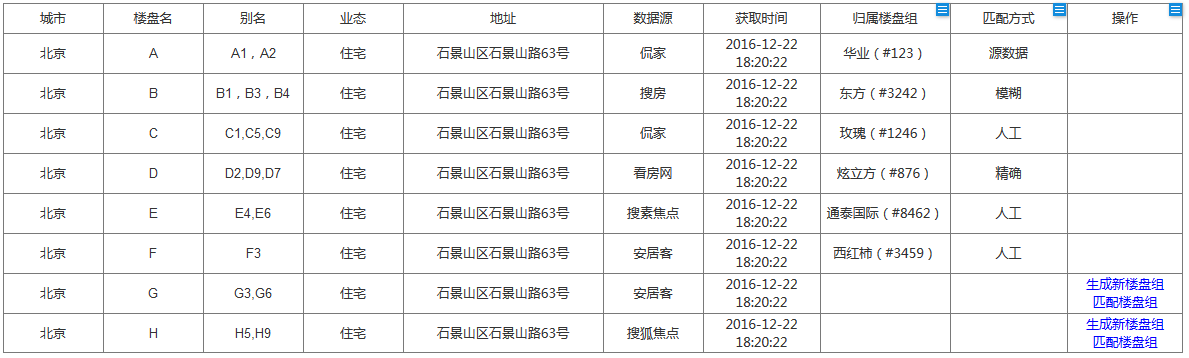 城市 楼盘名 别名 业态 地址 数据源 获取时间 归属楼盘组 匹配方式 操作
北京 A A1，A2 住宅 石景山区石景山路63号 侃家 2016-12-22 华业（#123） 源数据
18:20:22
北京 B B1，B3，B4 住宅 石景山区石景山路63号 搜房 2016-12-22 东方（#3242） 模糊
18:20:22
北京 C C1,C5,C9 住宅 石景山区石景山路63号 侃家 2016-12-22 玫瑰（#1246） 人工
18:20:22
北京 D D2,D9,D7 住宅 石景山区石景山路63号 看房网 2016-12-22 炫立方（#876） 精确
18:20:22
北京 E E4,E6 住宅 石景山区石景山路63号 搜素焦点 2016-12-22 通泰国际（#8462） 人工
18:20:22
北京 F F3 住宅 石景山区石景山路63号 安居客 2016-12-22 西红柿（#3459） 人工
18:20:22
北京 G G3,G6 住宅 石景山区石景山路63号 安居客 2016-12-22 生成新楼盘组
18:20:22 匹配楼盘组
北京 H H5,H9 住宅 石景山区石景山路63号 搜狐焦点 2016-12-22 生成新楼盘组
18:20:22 匹配楼盘组